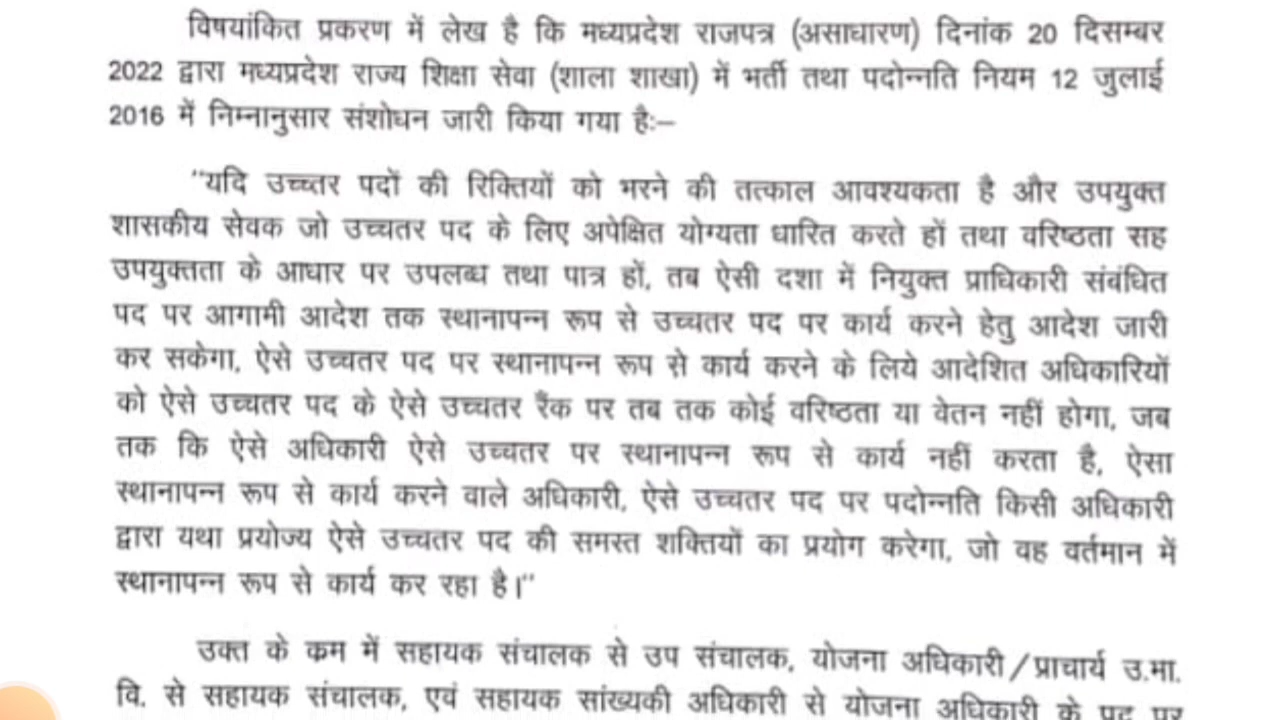 विषयांकित प्रकरण में लेख है कि मध्यप्रदेश राजपत्र (असाधारण) दिनांक 20 दिसम्बर
2022 द्वारा मध्यप्रदेश राज्य शिक्षा सेवा (शाला शाखा) में भर्ती तथा पदोन्नति नियम 12 जुलाई
2016 में निम्नानुसार संशोधन जारी किया गया है:–
"यदि उच्च्तर पदों की रिक्तियों को भरने की तत्काल आवश्यकता है और उपयुक्त
शासकीय सेवक जो उच्चतर पद के लिए अपेक्षित योग्यता धारित करते हों तथा वरिष्ठता सह
उपयुक्तता के आधार पर उपलब्ध तथा पात्र हों, तब ऐसी दशा में नियुक्त प्राधिकारी संबंधित
पद पर आगामी आदेश तक स्थानापन्न रूप से उच्चतर पद पर कार्य करने हेतु आदेश जारी
कर सकेगा, ऐसे उच्चतर पद पर स्थानापन्न रूप से कार्य करने के लिये आदेशित अधिकारियों
को ऐसे उच्चतर पद के ऐसे उच्चतर रैंक पर तब तक कोई वरिष्ठता या वेतन नहीं होगा, जब
तक कि ऐसे अधिकारी ऐसे उच्चतर पर स्थानापन्न रूप से कार्य नहीं करता है, ऐसा
स्थानापन्न रूप से कार्य करने वाले अधिकारी, ऐसे उच्चतर पद पर पदोन्नति किसी अधिकारी
द्वारा यथा प्रयोज्य ऐसे उच्चतर पद की समस्त शक्तियों का प्रयोग करेगा, जो वह वर्तमान में
स्थानापन्न रूप से कार्य कर रहा है।"
उक्त के कम में सहायक संचालक से उप संचालक, योजना अधिकारी/प्राचार्य उ.मा.
वि. से सहायक संचालक, एवं सहायक सांख्यकी अधिकारी से योजना अधिकारी के पद पर